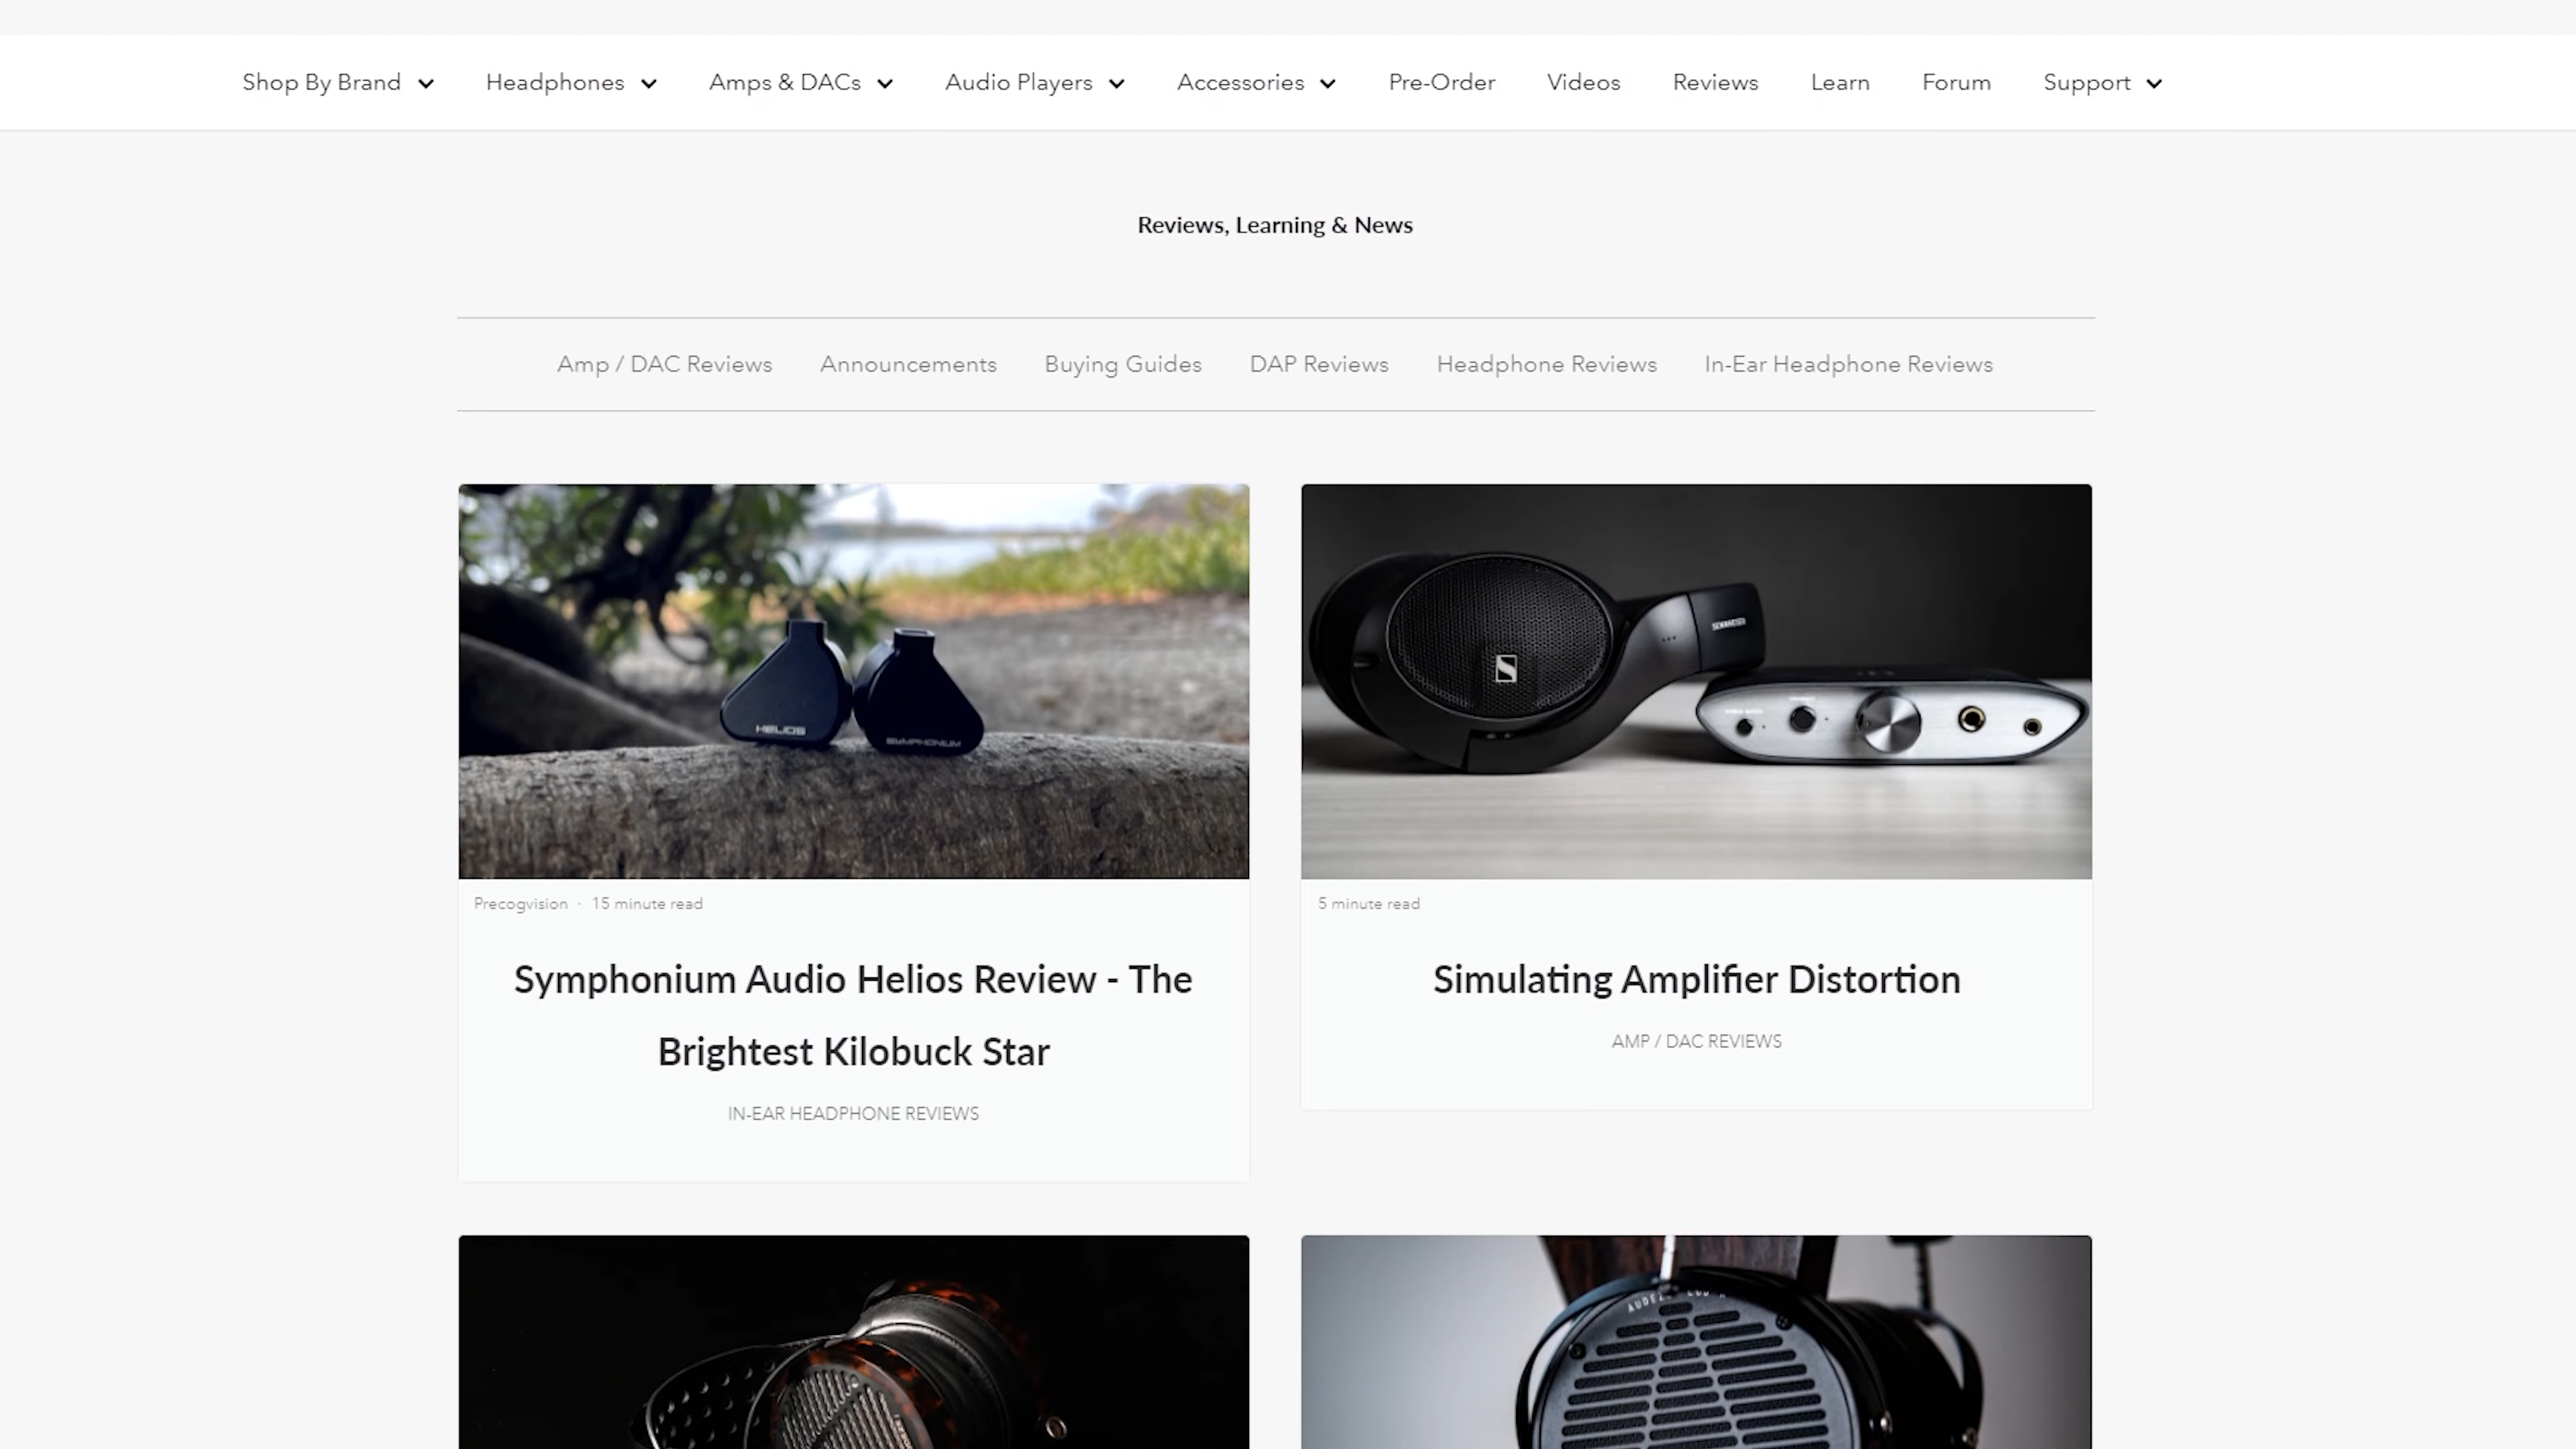 Shop By Brand Headphones Amps & DACs Audio Players Accessories Pre-Order Videos Reviews Learn Forum Support
Reviews, Learning & News
Amp / DAC Reviews Announcements Buying Guides DAP Reviews Headphone Reviews In-Ear Headphone Reviews
HELIOS
SYMPHONIUM
SENNHEISER
Precogvision · 15 minute read
Symphonium Audio Helios Review - The
Brightest Kilobuck Star
IN-EAR HEADPHONE REVIEWS
5 minute read
Simulating Amplifier Distortion
AMP / DAC REVIEWS